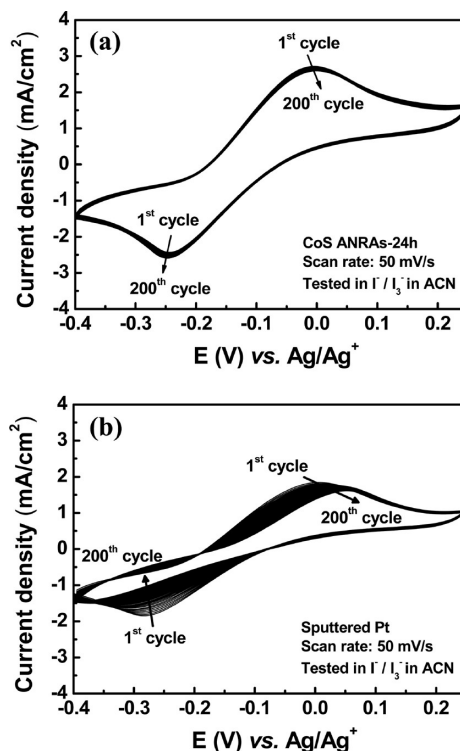 (a)
1st cycle
200th cycle
1st cycle
200th cycle
CoS ANRAs-24h
Scan rate: 50 mV/s
Tested in I- / I3- in ACN
Current density (mA/cm2)
4
3
2
1
0
-1
-2
-3
-4
-0.4 -0.3 -0.2 -0.1 0.0 0.1 0.2
E (V) vs. Ag/Ag+
(b)
1st cycle
200th cycle
200th cycle
1st cycle
Sputtered Pt
Scan rate: 50 mV/s
Tested in I- / I3- in ACN
Current density (mA/cm2)
4
3
2
1
0
-1
-2
-3
-4
-0.4 -0.3 -0.2 -0.1 0.0 0.1 0.2
E (V) vs. Ag/Ag+